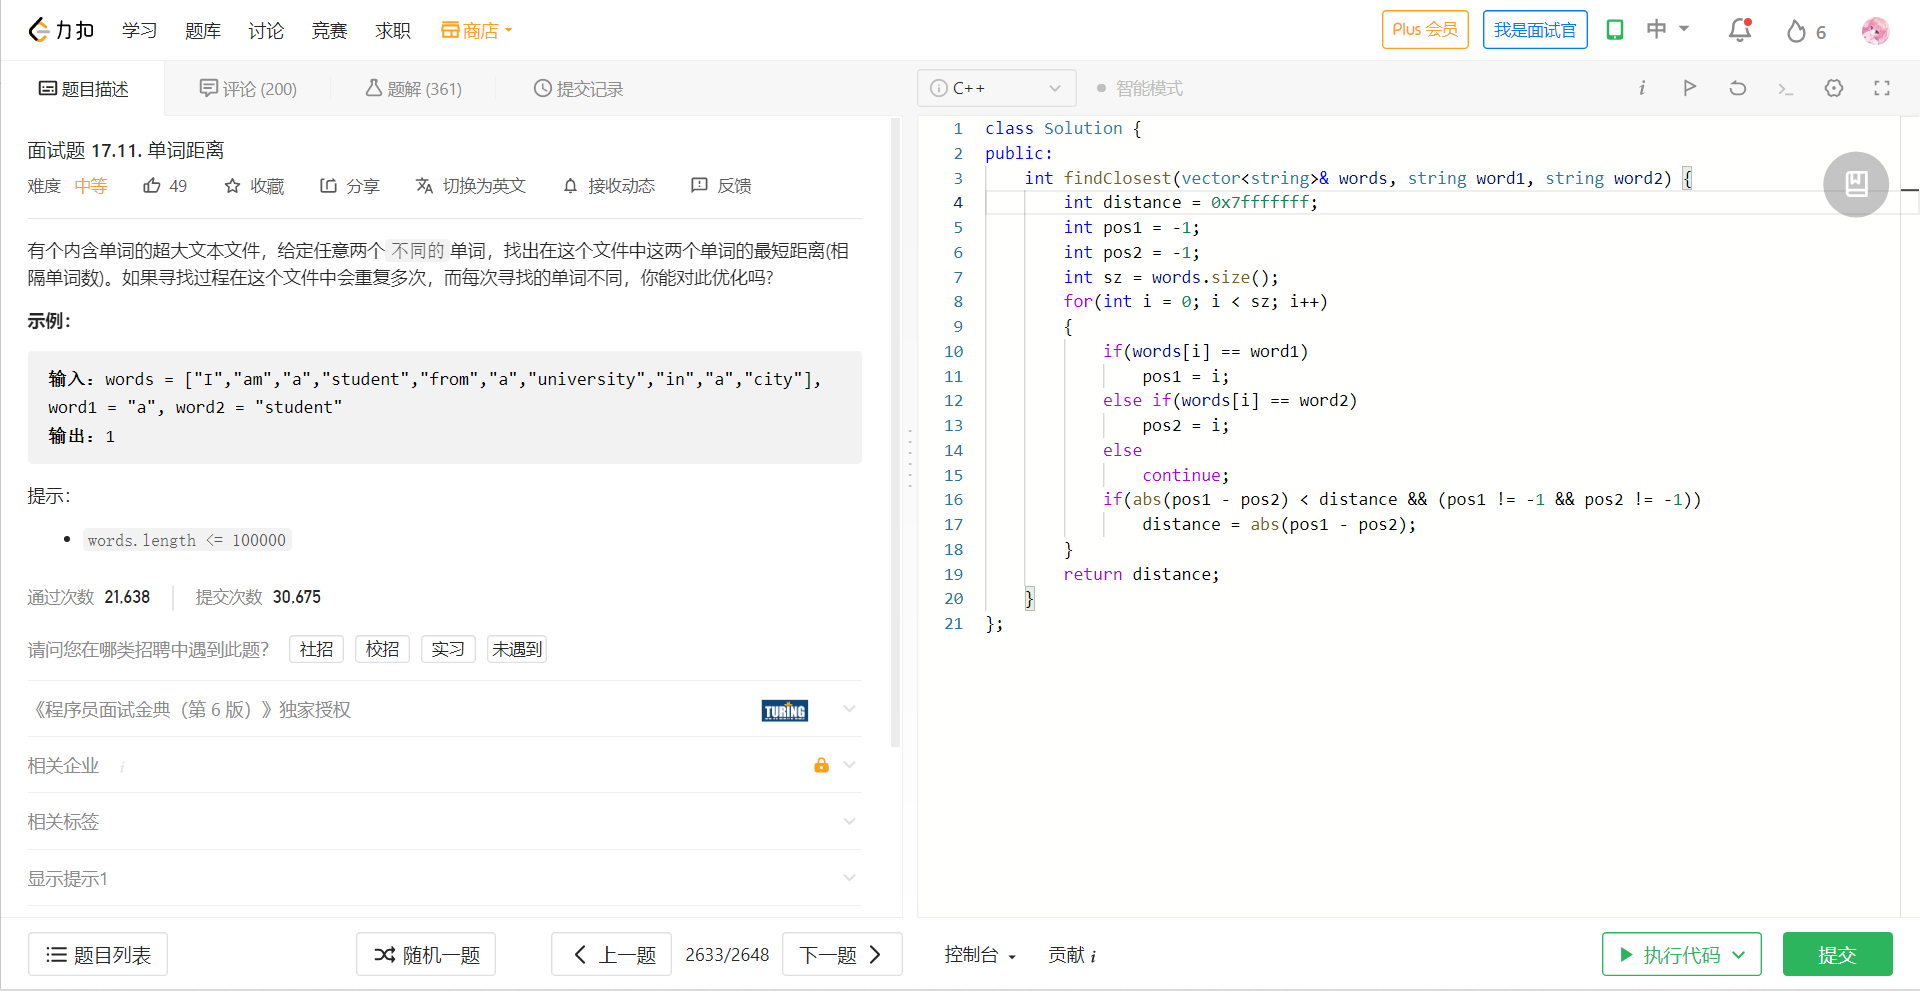 力扣 学习 题库 讨论 竞赛 求职 商店 Plus 会员 我是面试官 中 6
题目描述 评论 (200) 题解 (361) 提交记录
C++ 智能模式
面试题 17.11. 单词距离
难度 中等 49 收藏 分享 切换为英文 接收动态 反馈
有个内含单词的超大文本文件，给定任意两个 不同的 单词，找出在这个文件中这两个单词的最短距离(相
隔单词数)。如果寻找过程在这个文件中会重复多次，而每次寻找的单词不同，你能对此优化吗?
示例：
输入：words = ["I","am","a","student","from","a","university","in","a","city"],
word1 = "a", word2 = "student"
输出：1
提示：
• words.length <= 100000
通过次数 21,638 提交次数 30,675
请问您在哪类招聘中遇到此题？ 社招 校招 实习 未遇到
《程序员面试金典（第 6 版）》独家授权 TURING
相关企业 i
相关标签
显示提示1
1 class Solution {
2 public:
3     int findClosest(vector<string>& words, string word1, string word2) {
4         int distance = 0x7fffffff;
5         int pos1 = -1;
6         int pos2 = -1;
7         int sz = words.size();
8         for(int i = 0; i < sz; i++)
9         {
10             if(words[i] == word1)
11                 pos1 = i;
12             else if(words[i] == word2)
13                 pos2 = i;
14             else
15                 continue;
16             if(abs(pos1 - pos2) < distance && (pos1 != -1 && pos2 != -1))
17                 distance = abs(pos1 - pos2);
18         }
19         return distance;
20     }
21 };
题目列表 随机一题 上一题 2633/2648 下一题 控制台 贡献 i 执行代码 提交